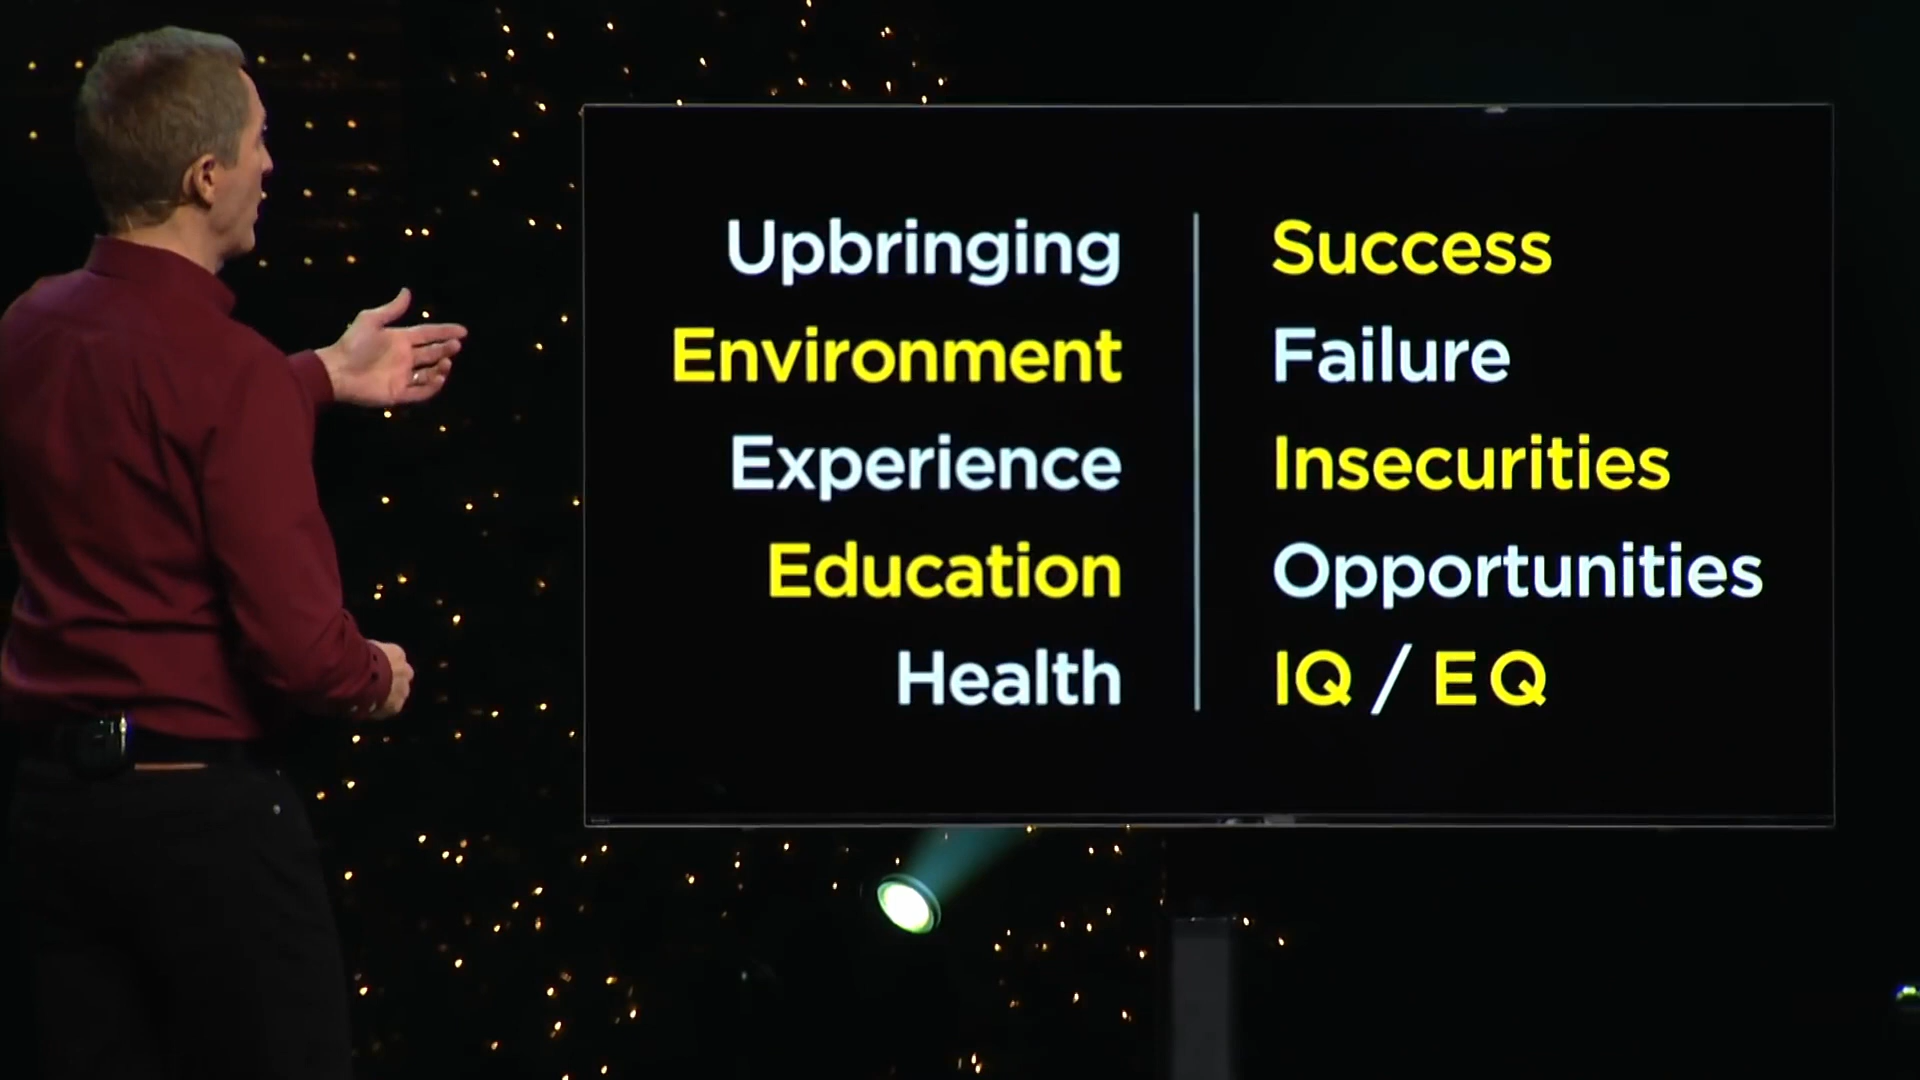 Upbringing
Environment
Experience
Education
Health
Success
Failure
Insecurities
Opportunities
IQ / EQ